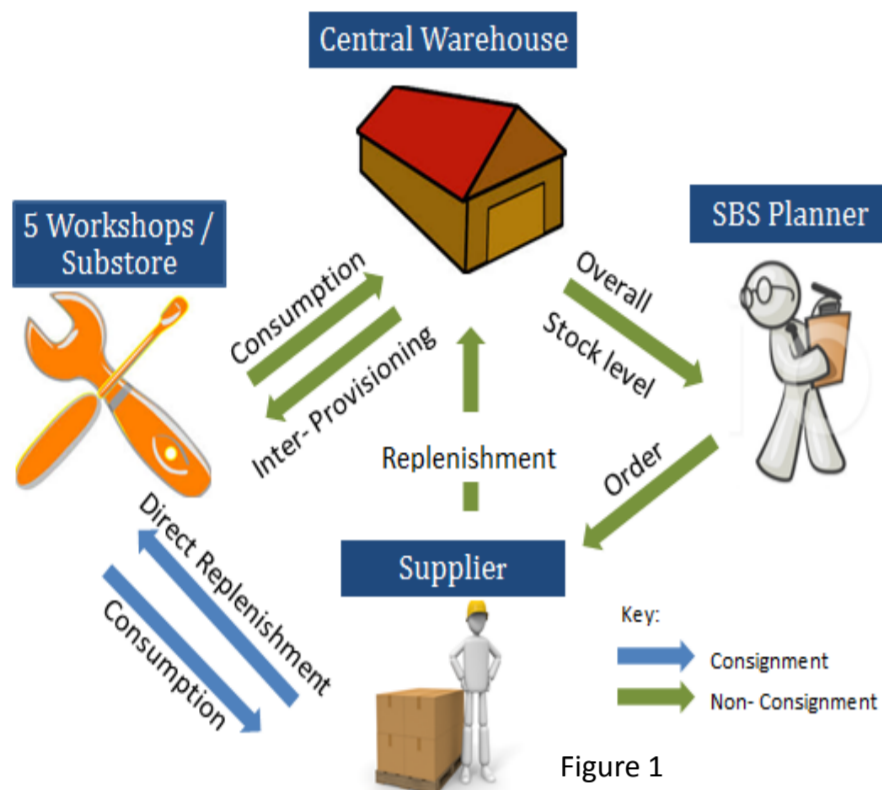 Central Warehouse
5 Workshops /
Substore
SBS Planner
Consumption
Inter- Provisioning
Overall
Stock level
Replenishment
Order
Direct Replenishment
Consumption
Supplier
Key:
Consignment
Non- Consignment
Figure 1